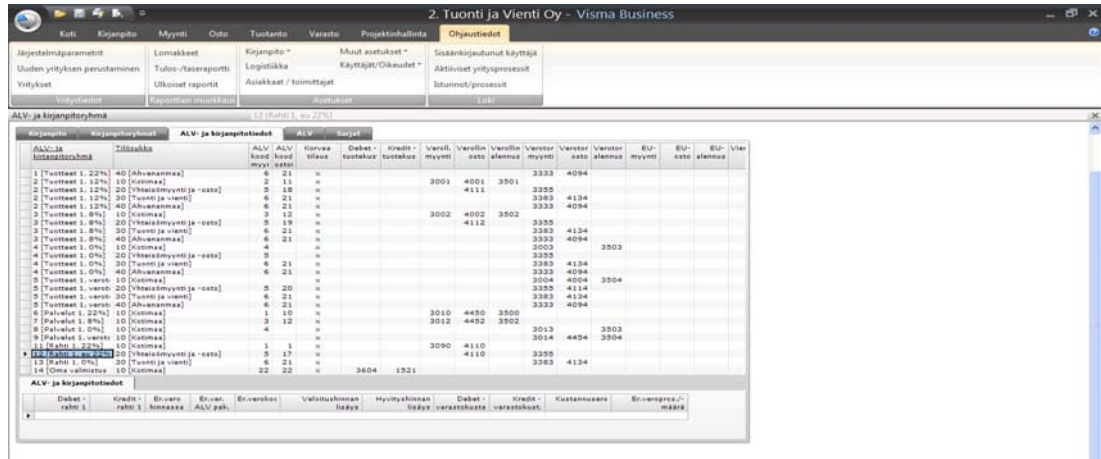 2. Tuonti ja Vienti Oy - Visma Business
Koti Kirjanpito Myynti Osto Tuotanto Varasto Projektinhallinta Ohjaustiedot
Järjestelmäparametrit Lomakkeet Kirjanpito Muut asetukset Sisäänkirjautunut käyttäjä
Uuden yrityksen perustaminen Tulos-/taseraportti Logistiikka Käyttäjät/Oikeudet Aktiiviset yritysprosessit
Yritykset Ulkoiset raportit Asiakkaat / toimittajat Istunnot/prosessit
Yritystiedot Raporttien muokkaus Asetukset Loki
ALV- ja kirjanpitoryhmä 12 [Rahti 1, eu 22%]
Kirjanpito Kirjanpitoryhmät ALV- ja kirjanpitotiedot ALV Sarjat
ALV- ja Tililuokka ALV ALV Korvaa Debet - Kredit - Veroll. Verollin Verollin Verotor Verotor Verotor EU- EU- EU-
kirjanpitoryhmä kood kood tilaus tuotekus tuotekus myynti osto alennus myynti osto alennus myynti osto alennus
1 [Tuotteet 1, 22%] 40 [Ahvenanmaa] 6 21 3333 4094
2 [Tuotteet 1, 12%] 10 [Kotimaa] 2 11 3001 4001 3501
2 [Tuotteet 1, 12%] 20 [Yhteisömyynti ja -osto] 5 18 4111 3355
2 [Tuotteet 1, 12%] 30 [Tuonti ja vienti] 6 21 3383 4134
2 [Tuotteet 1, 12%] 40 [Ahvenanmaa] 6 21 3333 4094
3 [Tuotteet 1, 8%] 10 [Kotimaa] 3 12 3002 4002 3502
3 [Tuotteet 1, 8%] 20 [Yhteisömyynti ja -osto] 5 19 4112 3355
3 [Tuotteet 1, 8%] 30 [Tuonti ja vienti] 6 21 3383 4134
3 [Tuotteet 1, 8%] 40 [Ahvenanmaa] 6 21 3333 4094
4 [Tuotteet 1, 0%] 10 [Kotimaa] 4 3003 3503
4 [Tuotteet 1, 0%] 20 [Yhteisömyynti ja -osto] 5 3355
4 [Tuotteet 1, 0%] 30 [Tuonti ja vienti] 6 21 3383 4134
4 [Tuotteet 1, 0%] 40 [Ahvenanmaa] 6 21 3333 4094
5 [Tuotteet 1, verot 10 [Kotimaa] 3004 4004 3504
5 [Tuotteet 1, verot 20 [Yhteisömyynti ja -osto] 5 20 3355 4114
5 [Tuotteet 1, verot 30 [Tuonti ja vienti] 6 21 3383 4134
5 [Tuotteet 1, verot 40 [Ahvenanmaa] 6 21 3333 4094
6 [Palvelut 1, 22%] 10 [Kotimaa] 1 10 3010 4450 3500
7 [Palvelut 1, 8%] 10 [Kotimaa] 3 12 3012 4452 3502
8 [Palvelut 1, 0%] 10 [Kotimaa] 4 3013 3503
9 [Palvelut 1, veroto 10 [Kotimaa] 3014 4454 3504
11 [Rahti 1, 22%] 10 [Kotimaa] 1 1 3090 4110
12 [Rahti 1, eu 22%] 20 [Yhteisömyynti ja -osto] 5 17 4110 3355
13 [Rahti 1, 0%] 30 [Tuonti ja vienti] 6 21 3383 4134
14 [Oma valmistus 10 [Kotimaa] 22 22 3604 1521
ALV- ja kirjanpitotiedot
Debet - Kredit - Er.vero Er.ver. Er.verokoc Veloitushinnan Hyvityshinnan Debet - Kredit - Kustannusero Er.veropros./-
rahti 1 rahti 1 hinnassa ALV pak. lisäys lisäys varastokusta varastokust. määrä